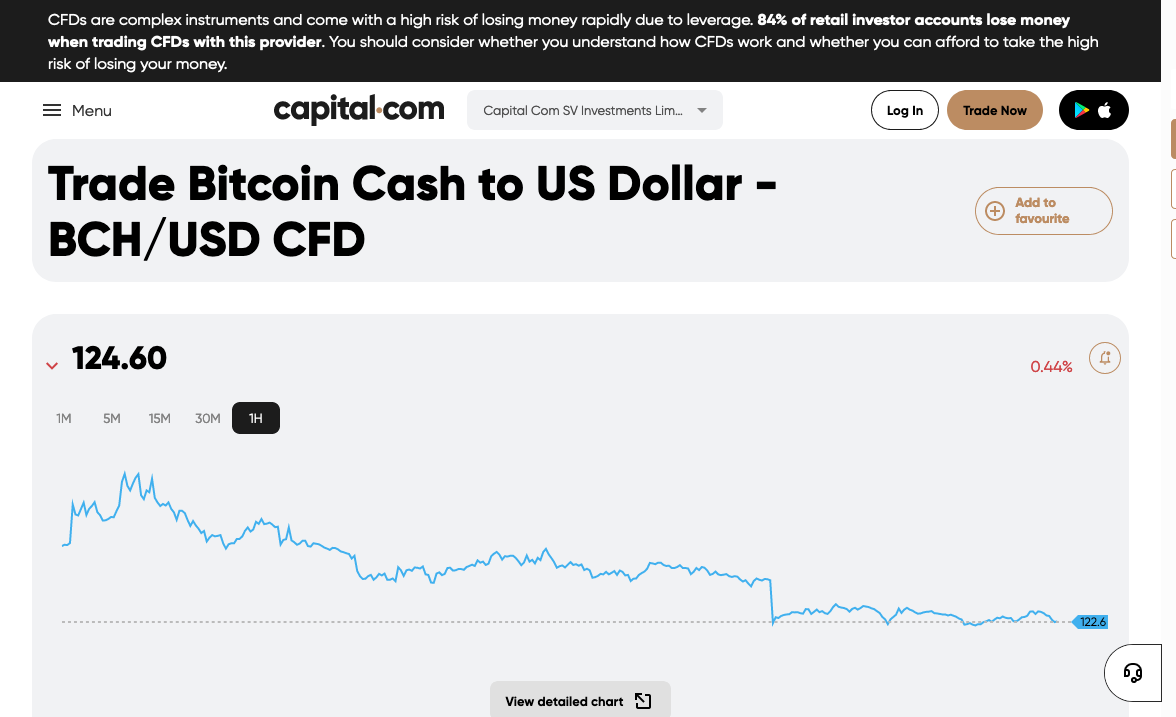 CFDs are complex instruments and come with a high risk of losing money rapidly due to leverage. 84% of retail investor accounts lose money
when trading CFDs with this provider. You should consider whether you understand how CFDs work and whether you can afford to take the high
risk of losing your money.
Menu
capital.com
Capital Com SV Investments Lim...
Log In
Trade Now
Trade Bitcoin Cash to US Dollar -
BCH/USD CFD
Add to
favourite
124.60
0.44%
1M
5M
15M
30M
1H
122.6
View detailed chart